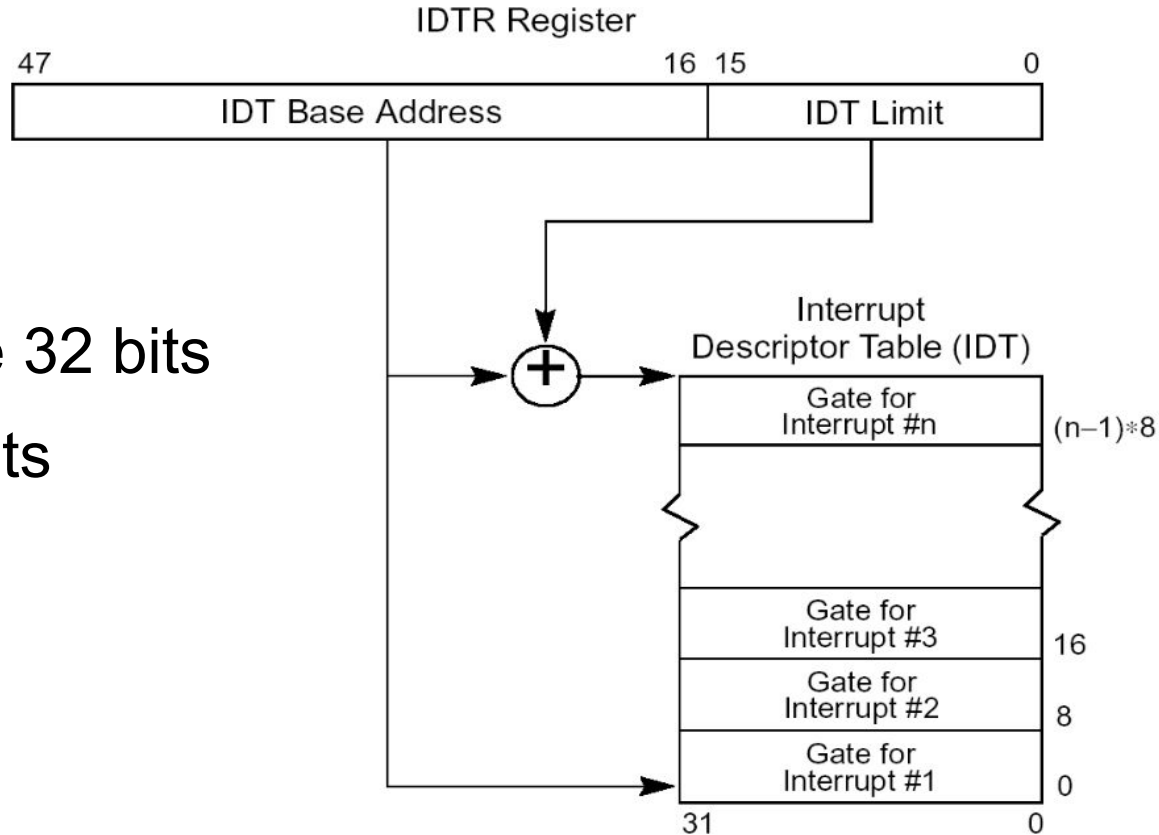 IDTR Register
47 16 15 0
IDT Base Address IDT Limit
32 bits
Interrupt
Descriptor Table (IDT)
Gate for
Interrupt #n
(n–1)*8
Gate for
Interrupt #3
16
Gate for
Interrupt #2
8
Gate for
Interrupt #1
0
31 0